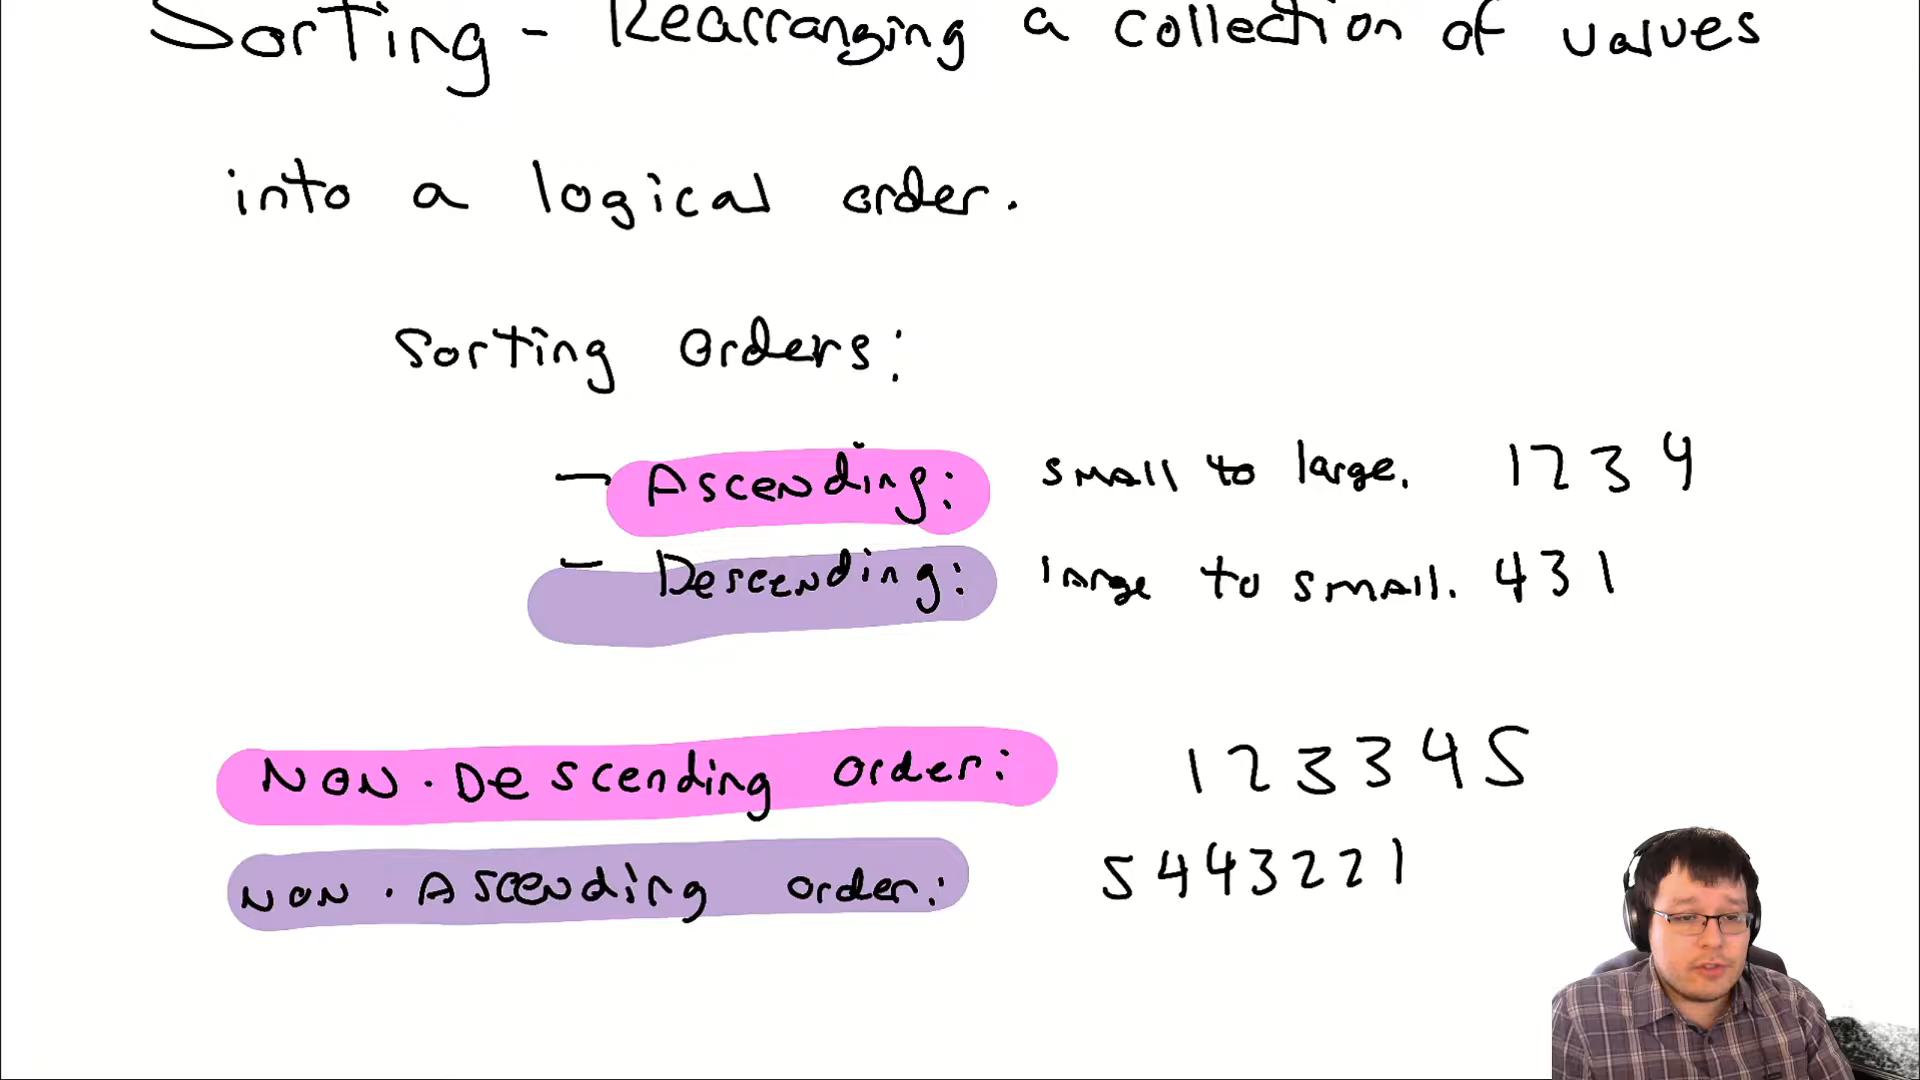 Sorting - Rearranging a collection of values
into a logical order.
Sorting orders:
- Ascending: small to large. 1 2 3 4
- Descending: large to small. 4 3 1
Non-Descending order: 1 2 3 3 4 5
Non-Ascending order: 5 4 4 3 2 2 1